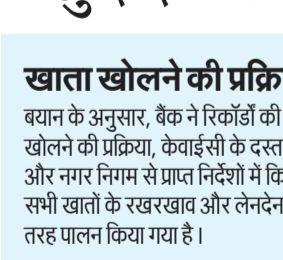 खाता खोलने की प्रक्रि
बयान के अनुसार, बैंक ने रिकॉर्डों की
खोलने की प्रक्रिया, केवाईसी के दस्त
और नगर निगम से प्राप्त निर्देशों में कि
सभी खातों के रखरखाव और लेनदेन
तरह पालन किया गया है।